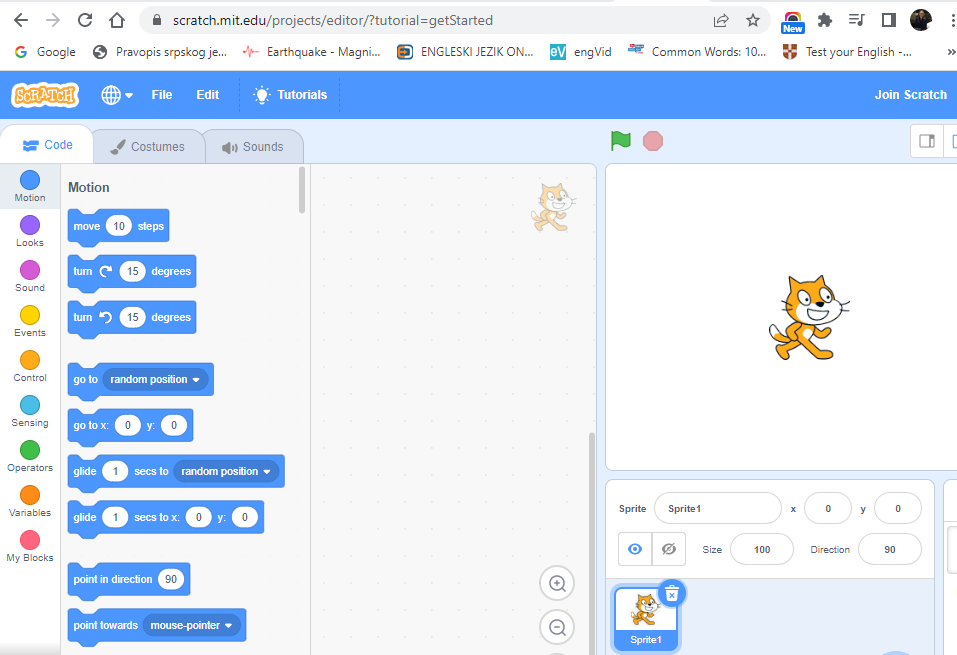 scratch.mit.edu/projects/editor/?tutorial=getStarted
New
Google
Pravopis srpskog je...
Earthquake - Magni...
ENGLESKI JEZIK ON...
eV
engVid
Common Words: 10...
Test your English -...
»
SCRATCH
File
Edit
Tutorials
Join Scratch
Code
Costumes
Sounds
Motion
Looks
Sound
Events
Control
Sensing
Operators
Variables
My Blocks
Motion
move 10 steps
turn 15 degrees
turn 15 degrees
go to random position
go to x: 0 y: 0
glide 1 secs to random position
glide 1 secs to x: 0 y: 0
point in direction 90
point towards mouse-pointer
Sprite Sprite1 x 0 y 0
Size 100 Direction 90
Sprite1